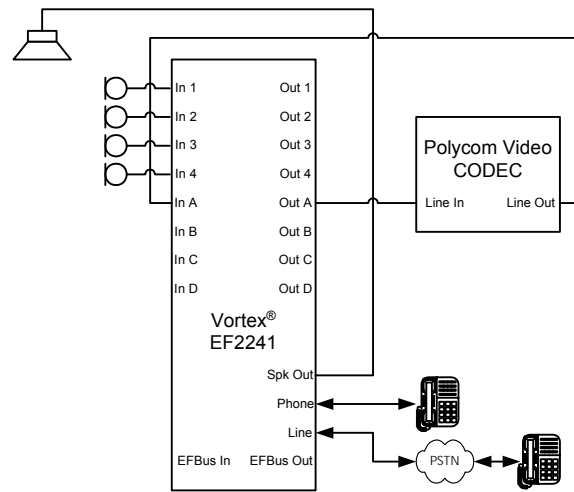 In 1 Out 1
In 2 Out 2
In 3 Out 3
In 4 Out 4
In A Out A
In B Out B
In C Out C
In D Out D
Vortex®
EF2241
Spk Out
Phone
Line
EFBus In EFBus Out
Polycom Video
CODEC
Line In Line Out
PSTN